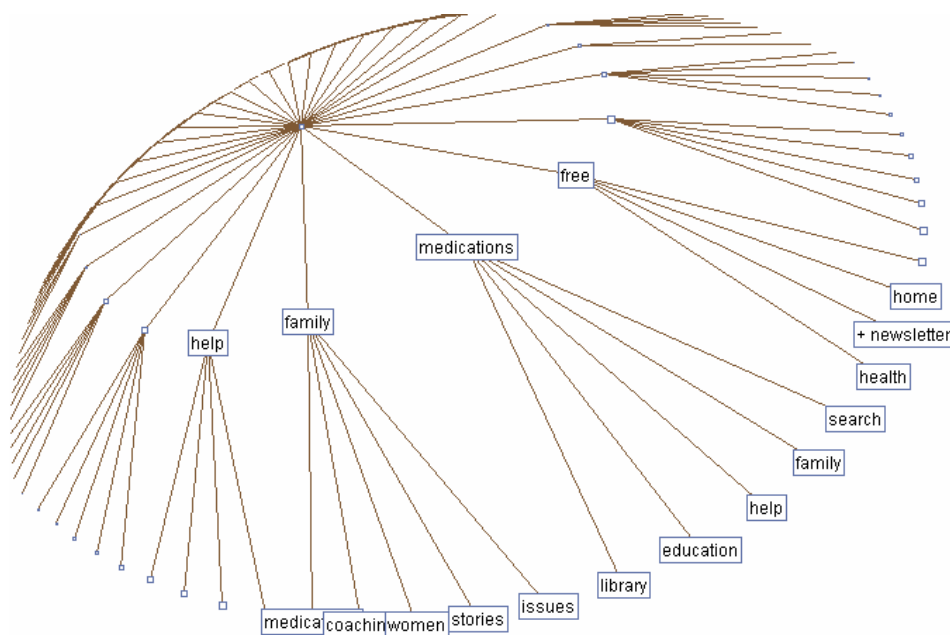 free
medications
home
family
+ newsletter
help
health
search
family
help
education
library
issues
stories
women